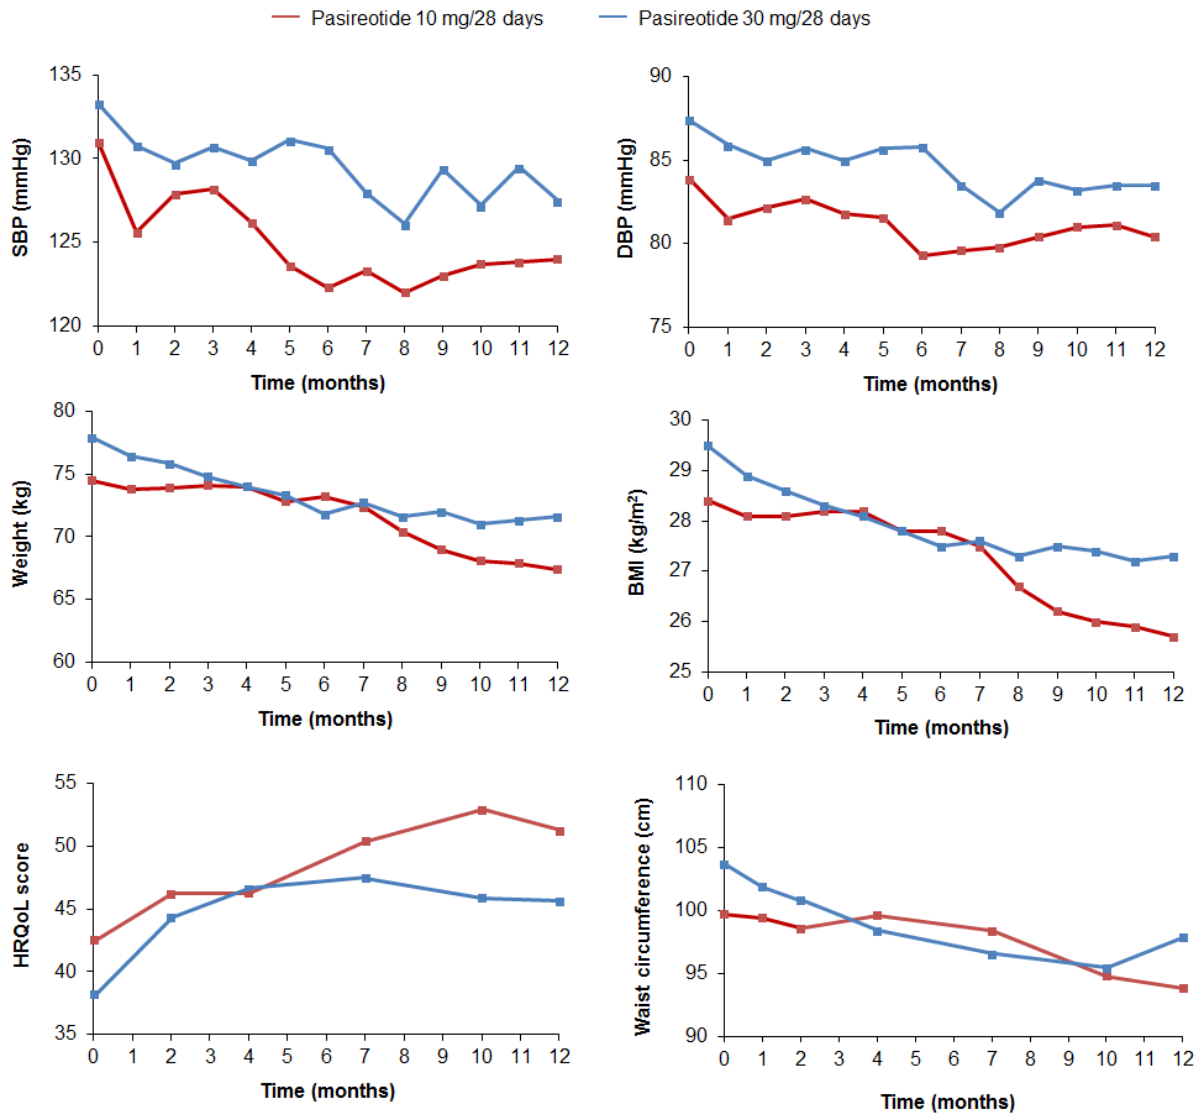 Pasireotide 10 mg/28 days Pasireotide 30 mg/28 days
SBP (mmHg)
135
130
125
120
0 1 2 3 4 5 6 7 8 9 10 11 12
Time (months)
DBP (mmHg)
90
85
80
75
0 1 2 3 4 5 6 7 8 9 10 11 12
Time (months)
Weight (kg)
80
75
70
65
60
0 1 2 3 4 5 6 7 8 9 10 11 12
Time (months)
BMI (kg/m²)
30
29
28
27
26
25
0 1 2 3 4 5 6 7 8 9 10 11 12
Time (months)
HRQoL score
55
50
45
40
35
0 1 2 3 4 5 6 7 8 9 10 11 12
Time (months)
Waist circumference (cm)
110
105
100
95
90
0 1 2 3 4 5 6 7 8 9 10 11 12
Time (months)